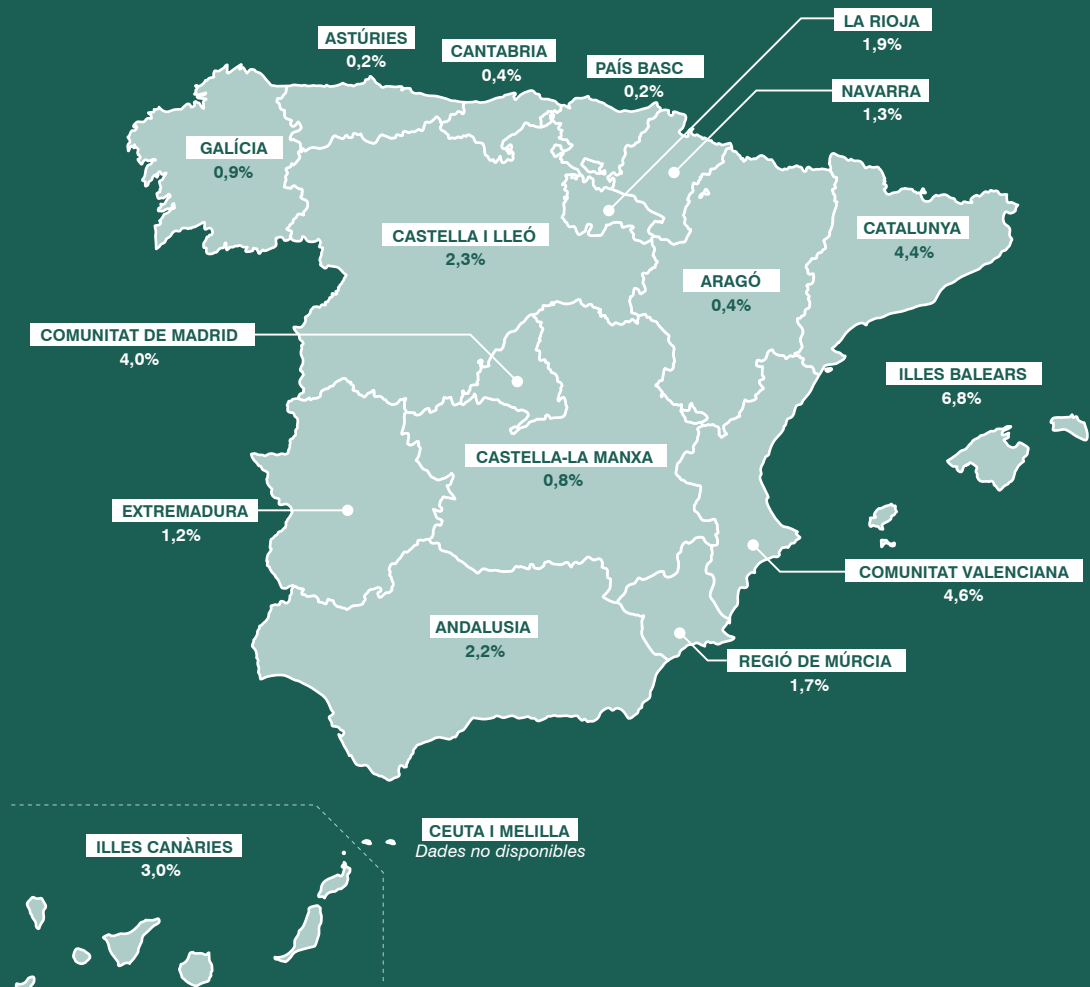 LA RIOJA
1,9%
ASTÚRIES
0,2%
CANTABRIA
0,4%
PAÍS BASC
0,2%
NAVARRA
1,3%
GALÍCIA
0,9%
CASTELLA I LLEÓ
2,3%
CATALUNYA
4,4%
ARAGÓ
0,4%
COMUNITAT DE MADRID
4,0%
ILLES BALEARS
6,8%
CASTELLA-LA MANXA
0,8%
EXTREMADURA
1,2%
COMUNITAT VALENCIANA
4,6%
ANDALUSIA
2,2%
REGIÓ DE MÚRCIA
1,7%
CEUTA I MELILLA
Dades no disponibles
ILLES CANÀRIES
3,0%